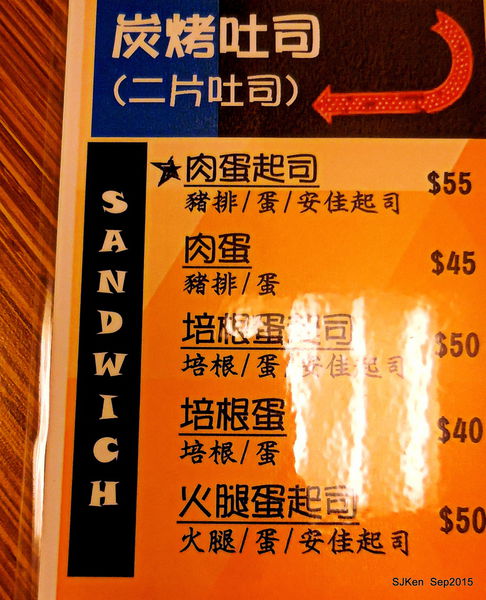 炭烤吐司
(二片吐司)
SANDWICH
肉蛋起司 $55
豬排/蛋/安佳起司
肉蛋 $45
豬排/蛋
培根蛋起司 $50
培根/蛋/安佳起司
培根蛋 $40
培根/蛋
火腿蛋起司 $50
火腿/蛋/安佳起司
SJKen Sep2015